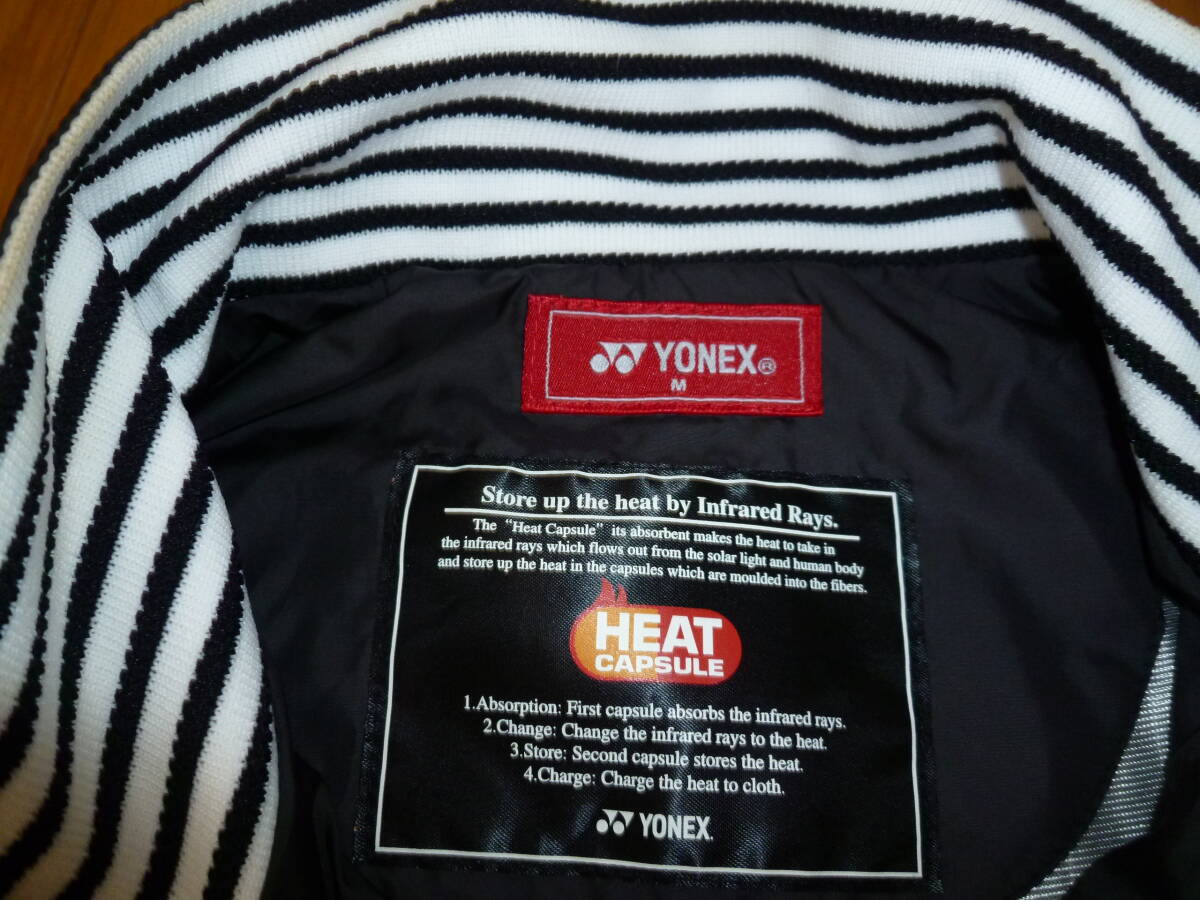 YONEX®
M
Store up the heat by Infrared Rays.
The "Heat Capsule" its absorbent makes the heat to take in
the infrared rays which flows out from the solar light and human body
and store up the heat in the capsules which are moulded into the fibers.
HEAT
CAPSULE
1.Absorption: First capsule absorbs the infrared rays.
2.Change: Change the infrared rays to the heat.
3.Store: Second capsule stores the heat.
4.Charge: Charge the heat to cloth.
YONEX.